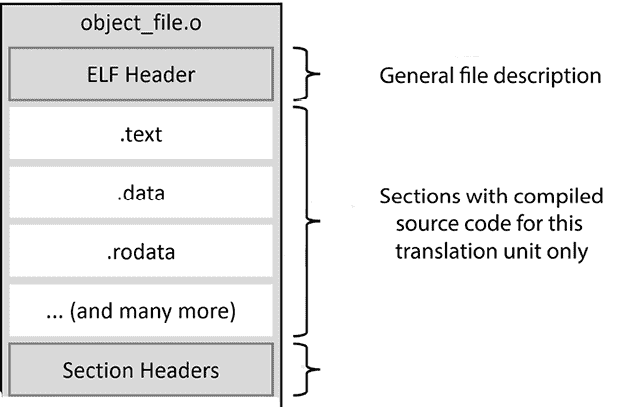 object_file.o
ELF Header
General file description
.text
.data
.rodata
... (and many more)
Sections with compiled
source code for this
translation unit only
Section Headers